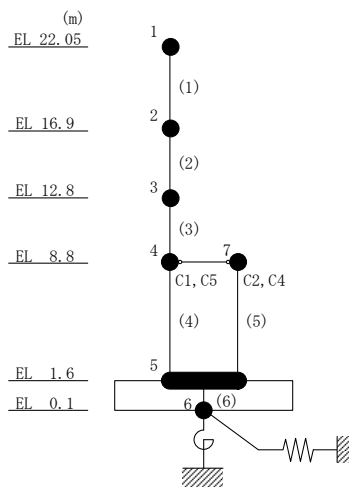 (m)
1
EL 22.05
(1)
2
EL 16.9
(2)
3
EL 12.8
(3)
4
7
EL 8.8
C1, C5
C2, C4
(4)
(5)
5
EL 1.6
6
(6)
EL 0.1